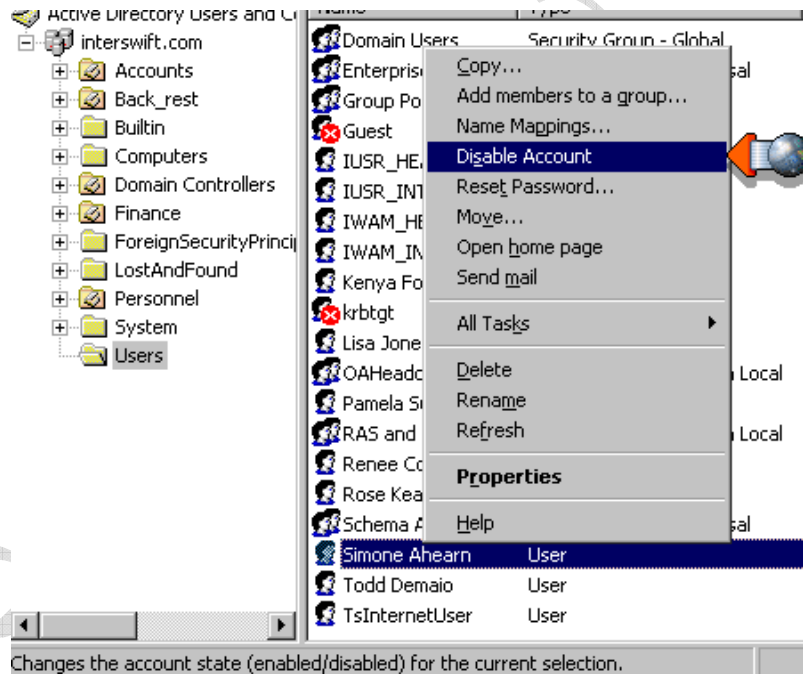 Active Directory Users and C
Name Type
interswift.com
Accounts
Back_rest
Builtin
Computers
Domain Controllers
Finance
ForeignSecurityPrinci
LostAndFound
Personnel
System
Users
Domain Users Security Group - Global
Enterpris sal
Group Po
Guest
IUSR_HE
IUSR_INT
IWAM_HE
IWAM_IN
Kenya Fo
krbtgt
Lisa Jone
OAHeadc Local
Pamela S
RAS and Local
Renee Co
Rose Kea
Schema A sal
Simone Ahearn User
Todd Demaio User
TsInternetUser User
Copy...
Add members to a group...
Name Mappings...
Disable Account
Reset Password...
Move...
Open home page
Send mail
All Tasks
Delete
Rename
Refresh
Properties
Help
Changes the account state (enabled/disabled) for the current selection.